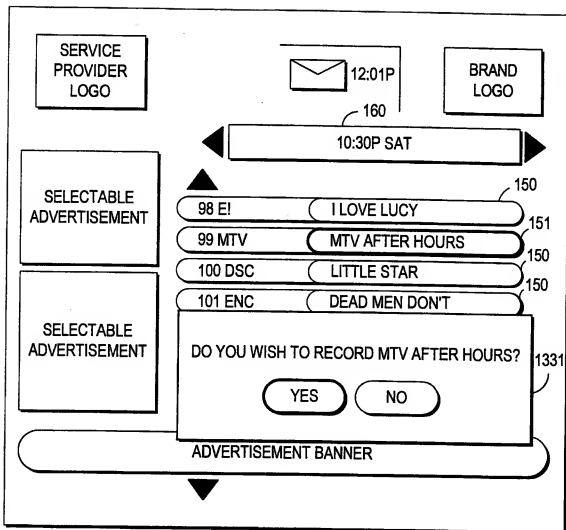 SERVICE
PROVIDER
LOGO
12:01P
BRAND
LOGO
160
10:30P SAT
SELECTABLE
ADVERTISEMENT
150
98 E! I LOVE LUCY
151
99 MTV MTV AFTER HOURS
150
100 DSC LITTLE STAR
150
101 ENC DEAD MEN DON'T
SELECTABLE
ADVERTISEMENT
DO YOU WISH TO RECORD MTV AFTER HOURS?
1331
YES NO
ADVERTISEMENT BANNER